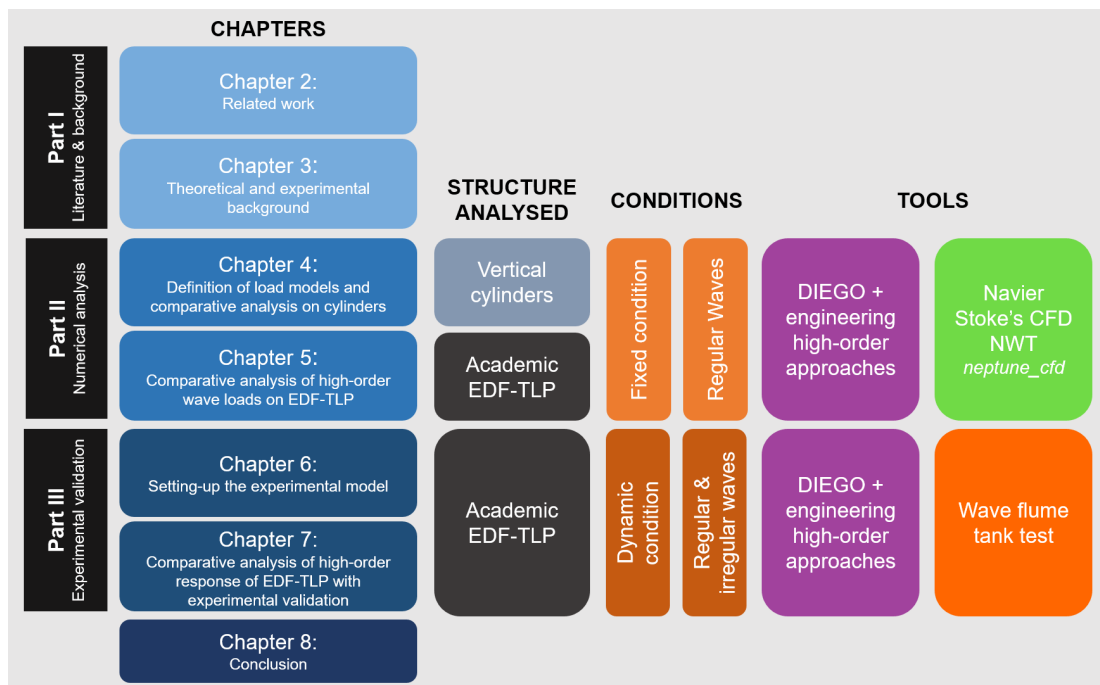 CHAPTERS
Part I
Literature & background
Chapter 2:
Related work
Chapter 3:
Theoretical and experimental
background
STRUCTURE
ANALYSED
CONDITIONS
TOOLS
Part II
Numerical analysis
Chapter 4:
Definition of load models and
comparative analysis on cylinders
Chapter 5:
Comparative analysis of high-order
wave loads on EDF-TLP
Vertical
cylinders
Academic
EDF-TLP
Fixed condition
Regular Waves
DIEGO +
engineering
high-order
approaches
Navier
Stoke’s CFD
NWT
neptune_cfd
Part III
Experimental validation
Chapter 6:
Setting-up the experimental model
Chapter 7:
Comparative analysis of high-order
response of EDF-TLP with
experimental validation
Academic
EDF-TLP
Dynamic
condition
Regular &
irregular waves
DIEGO +
engineering
high-order
approaches
Wave flume
tank test
Chapter 8:
Conclusion